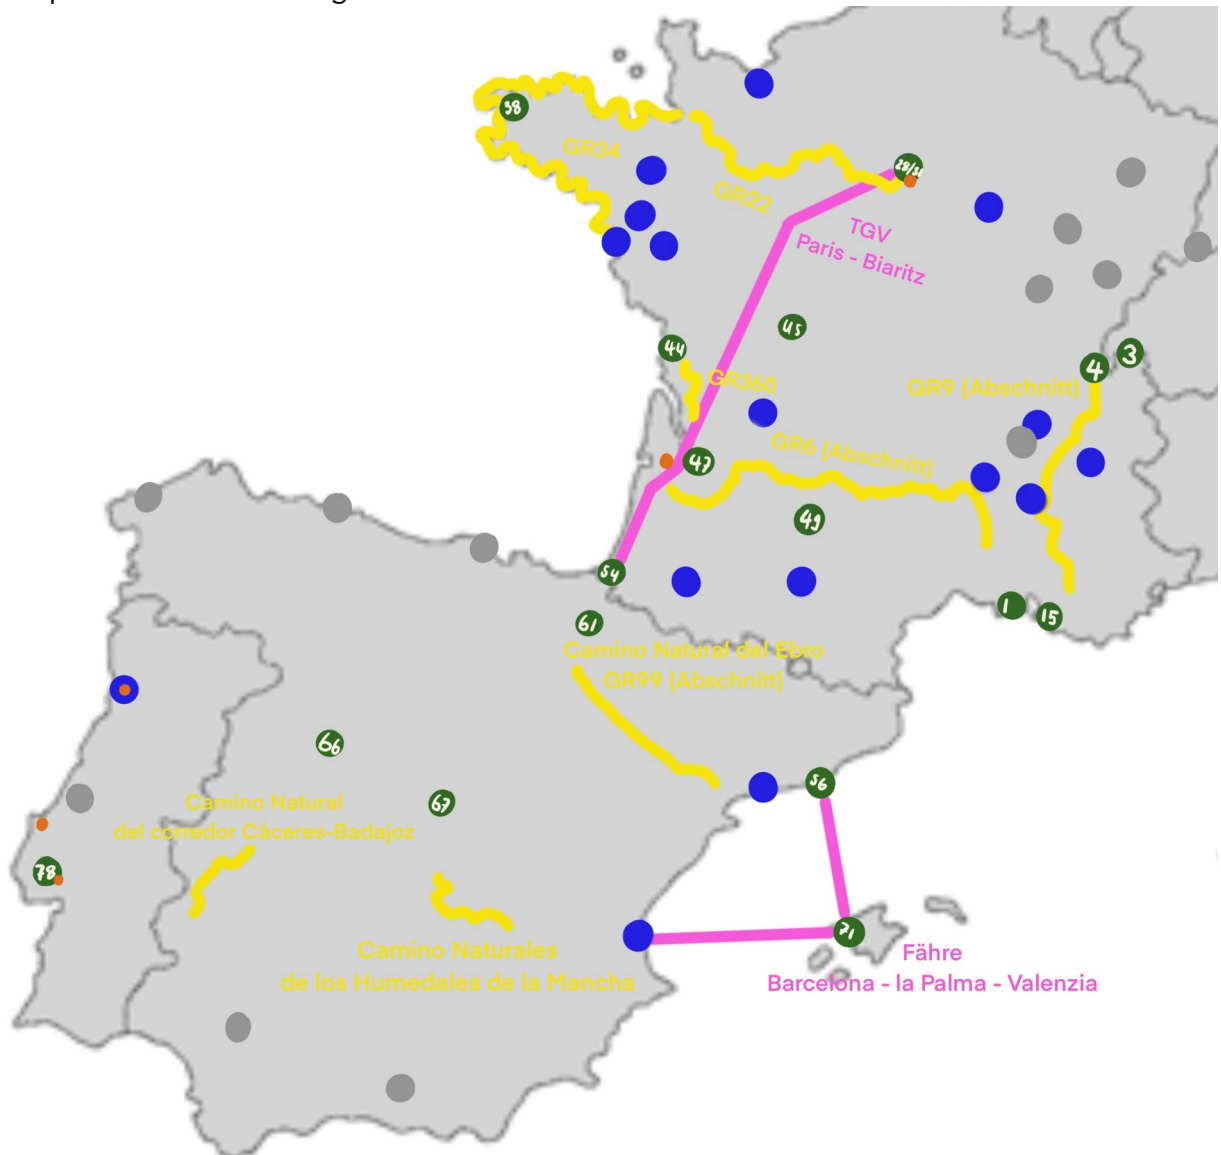 38
GR34
GR22
TGV
Paris - Biaritz
44
45
GR360
GR9 (Abschnitt)
4
3
GR6 (Abschnitt)
47
49
54
1
15
61
Camino Natural del Ebro
GR99 (Abschnitt)
66
67
56
Camino Natural
del corredor Cáceres-Badajoz
78
71
Camino Naturales
de los Humedales de la Mancha
Fähre
Barcelona - la Palma - Valenzia